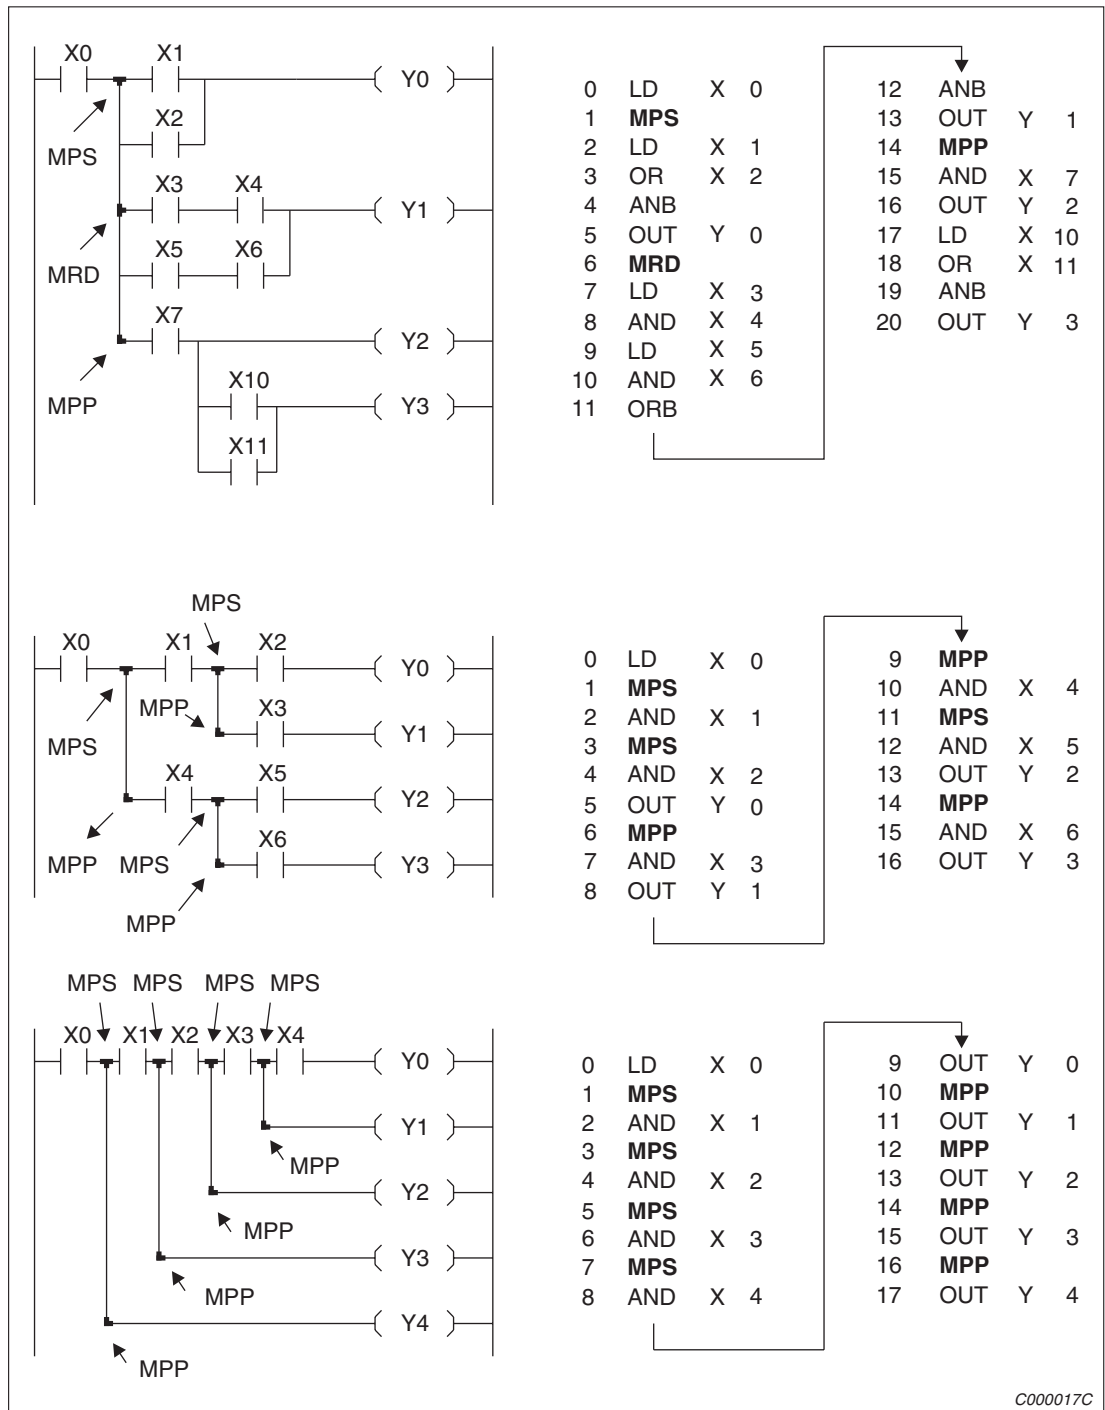 X0 X1
Y0
X2
MPS
X3 X4
Y1
X5 X6
MRD
X7
Y2
X10
MPP
Y3
X11
0 LD X 0
1 MPS
2 LD X 1
3 OR X 2
4 ANB
5 OUT Y 0
6 MRD
7 LD X 3
8 AND X 4
9 LD X 5
10 AND X 6
11 ORB
12 ANB
13 OUT Y 1
14 MPP
15 AND X 7
16 OUT Y 2
17 LD X 10
18 OR X 11
19 ANB
20 OUT Y 3
MPS
X0 X1 X2
Y0
MPP X3
MPS
Y1
X4 X5
Y2
X6
MPP MPS
Y3
MPP
0 LD X 0
1 MPS
2 AND X 1
3 MPS
4 AND X 2
5 OUT Y 0
6 MPP
7 AND X 3
8 OUT Y 1
9 MPP
10 AND X 4
11 MPS
12 AND X 5
13 OUT Y 2
14 MPP
15 AND X 6
16 OUT Y 3
MPS MPS MPS MPS
X0 X1 X2 X3 X4
Y0
Y1
MPP
Y2
MPP
Y3
MPP
Y4
MPP
0 LD X 0
1 MPS
2 AND X 1
3 MPS
4 AND X 2
5 MPS
6 AND X 3
7 MPS
8 AND X 4
9 OUT Y 0
10 MPP
11 OUT Y 1
12 MPP
13 OUT Y 2
14 MPP
15 OUT Y 3
16 MPP
17 OUT Y 4
C000017C